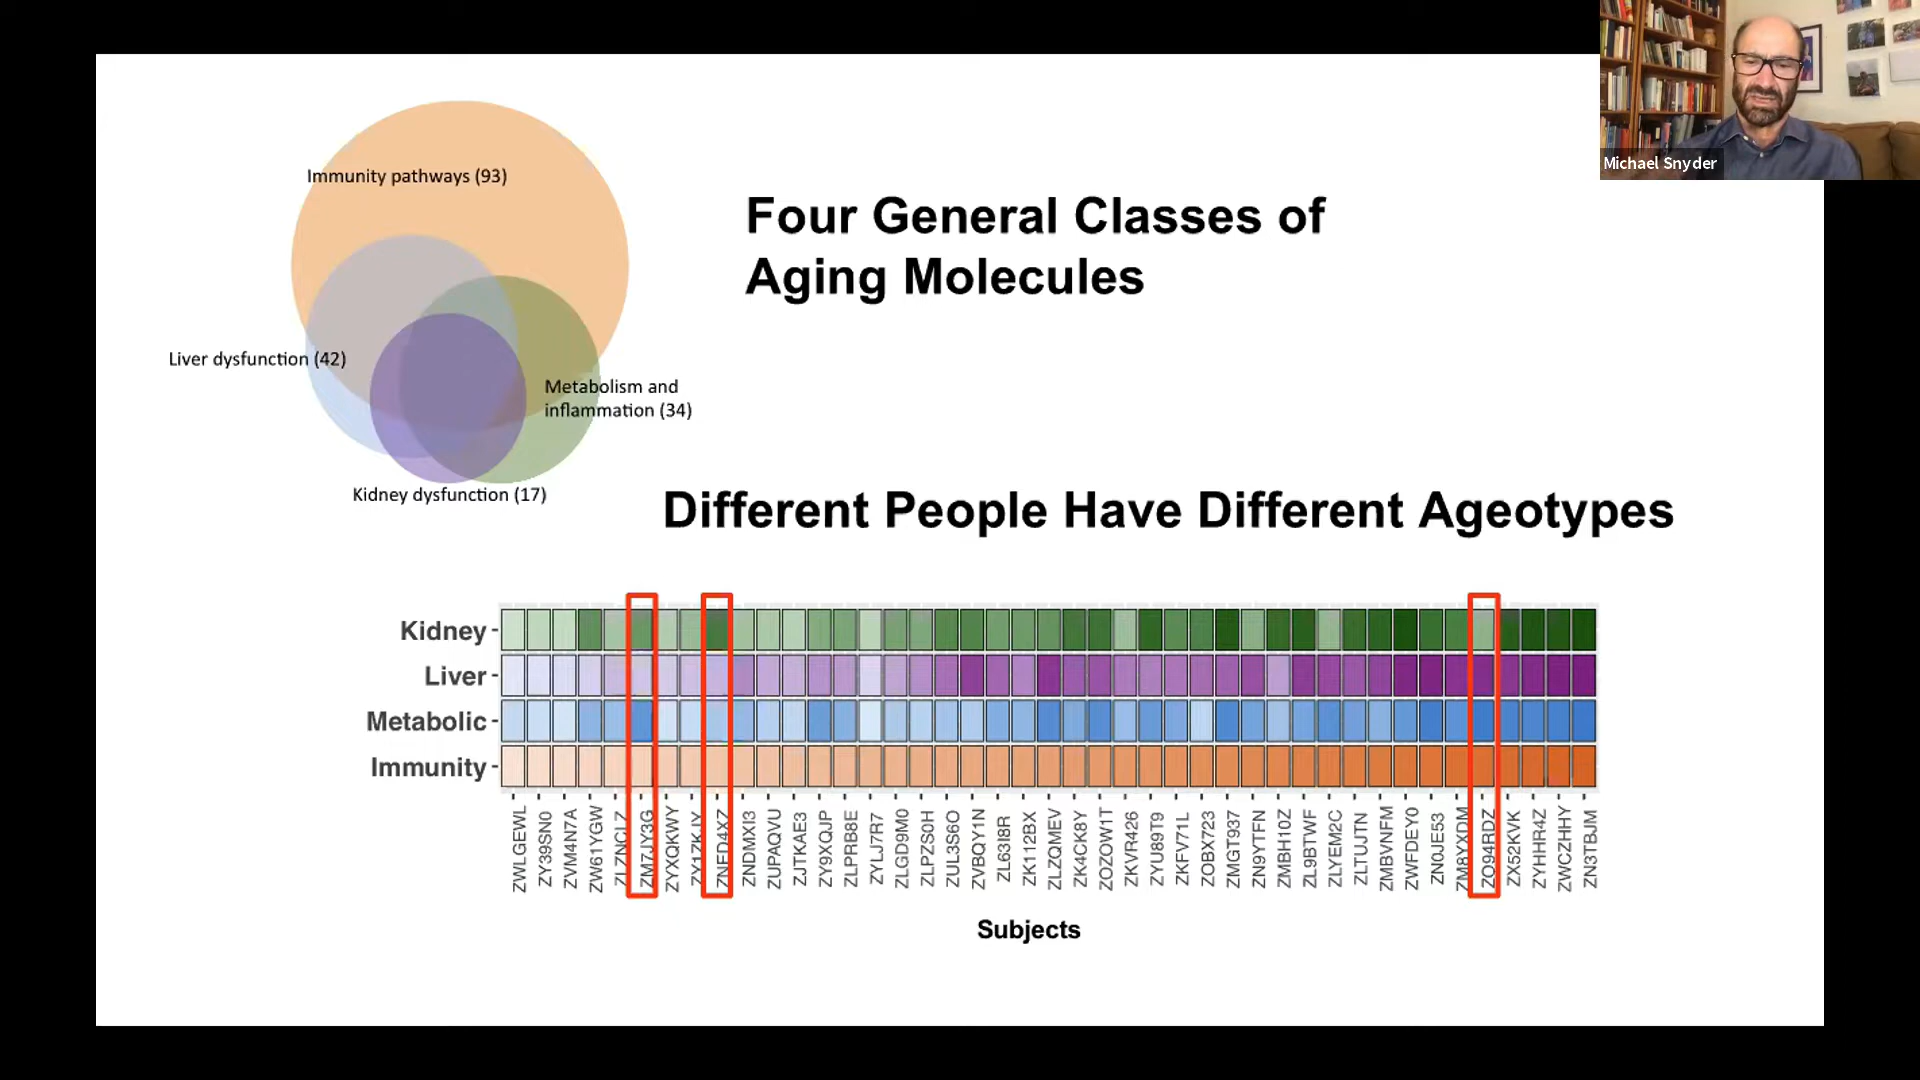 Michael Snyder
Immunity pathways (93)
Four General Classes of
Aging Molecules
Liver dysfunction (42)
Metabolism and
inflammation (34)
Kidney dysfunction (17)
Different People Have Different Ageotypes
Kidney
Liver
Metabolic
Immunity
ZWLGEWL
ZY39SN0
ZVM4N7A
ZW61YGW
ZLZNCLZ
ZM7JY3G
ZYXQKWY
ZY1ZKJY
ZNED4XZ
ZNDMXI3
ZUPAQVU
ZJTKAE3
ZY9XQJP
ZLPRB8E
ZYLJ7R7
ZLGD9M0
ZLPZS0H
ZUL3S6O
ZVBQY1N
ZL63I8R
ZK112BX
ZLZQMEV
ZK4CK8Y
ZOZOW1T
ZKVR426
ZYU89T9
ZKFV71L
ZOBX723
ZMGT937
ZN9YTFN
ZMBH10Z
ZL9BTWF
ZLYEM2C
ZLTUJTN
ZMBVNFM
ZWFDEY0
ZN0JE53
ZM8YXDM
ZO94RDZ
ZX52KVK
ZYHHR4Z
ZWCZHHY
ZN3TBJM
Subjects